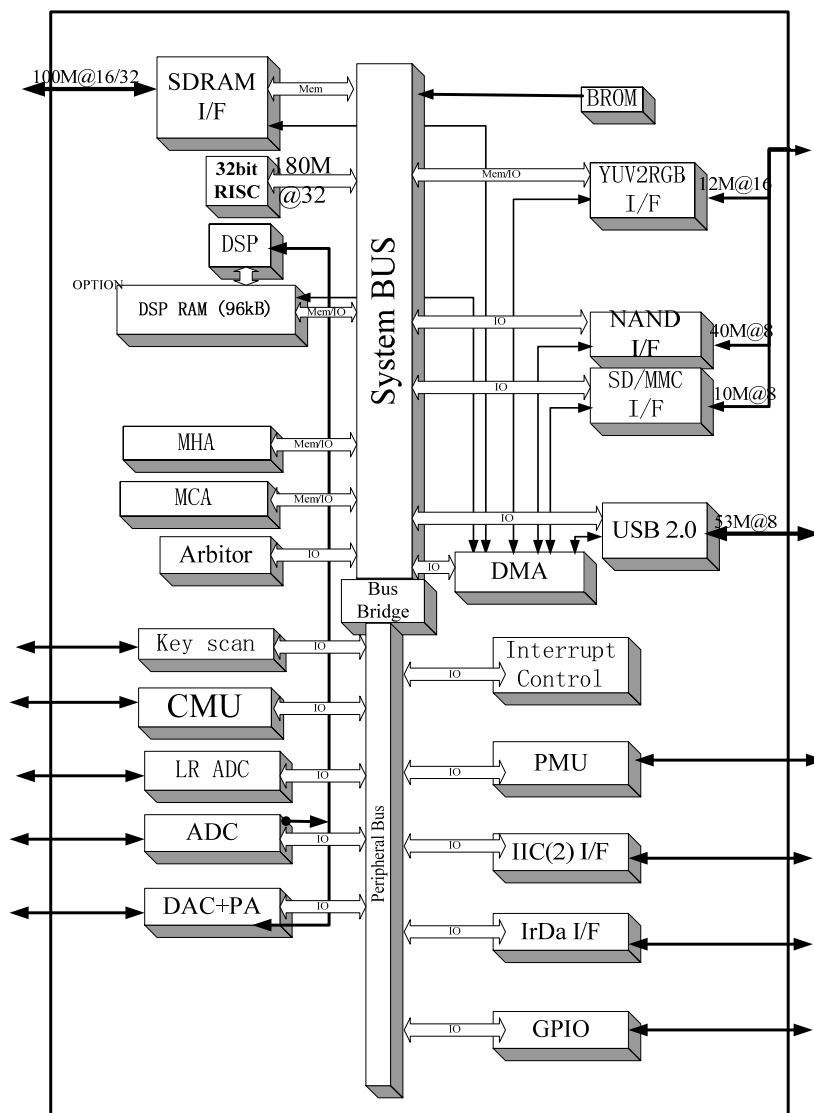 100M@16/32
SDRAM
I/F
Mem
BROM
32bit
RISC
180M
@32
Mem/IO
YUV2RGB
I/F
12M@16
DSP
OPTION
DSP RAM (96kB)
Mem/IO
System BUS
IO
NAND
I/F
40M@8
IO
SD/MMC
I/F
10M@8
MHA
Mem/IO
MCA
Mem/IO
IO
USB 2.0
53M@8
Arbitor
IO
IO
DMA
Bus
Bridge
Key scan
IO
IO
Interrupt
Control
CMU
IO
LR ADC
IO
IO
PMU
ADC
IO
Peripheral Bus
IO
IIC(2) I/F
DAC+PA
IO
IO
IrDa I/F
IO
GPIO